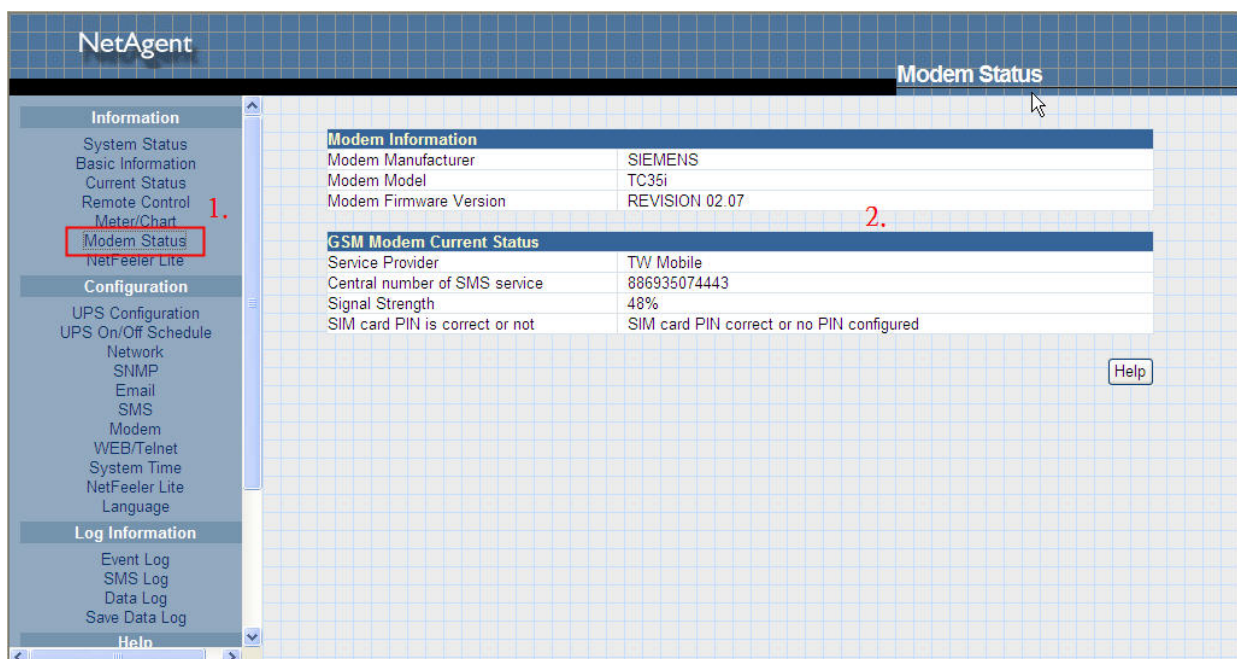 NetAgent
Modem Status
Information
System Status
Basic Information
Current Status
Remote Control
1.
Meter/Chart
Modem Status
NetFeeler Lite
Configuration
UPS Configuration
UPS On/Off Schedule
Network
SNMP
Email
SMS
Modem
WEB/Telnet
System Time
NetFeeler Lite
Language
Log Information
Event Log
SMS Log
Data Log
Save Data Log
Help
Modem Information
Modem Manufacturer SIEMENS
Modem Model TC35i
Modem Firmware Version REVISION 02.07
2.
GSM Modem Current Status
Service Provider TW Mobile
Central number of SMS service 886935074443
Signal Strength 48%
SIM card PIN is correct or not SIM card PIN correct or no PIN configured
Help